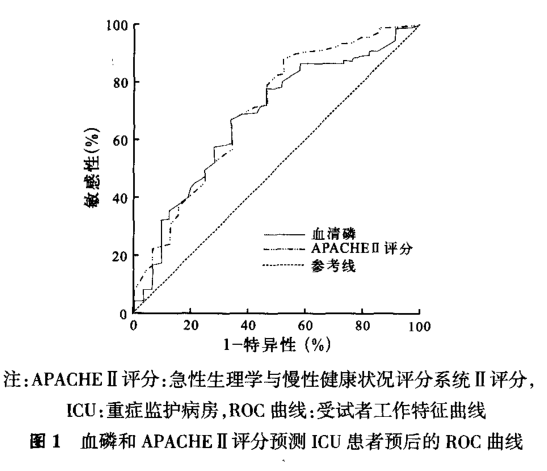 100
80
60
40
20
0
敏感性(%)
血清磷
APACHEⅡ评分
参考线
0 20 40 60 80 100
1-特异性 (%)
注:APACHEⅡ评分:急性生理学与慢性健康状况评分系统Ⅱ评分,
ICU:重症监护病房,ROC曲线:受试者工作特征曲线
图1 血磷和APACHEⅡ评分预测ICU患者预后的ROC曲线